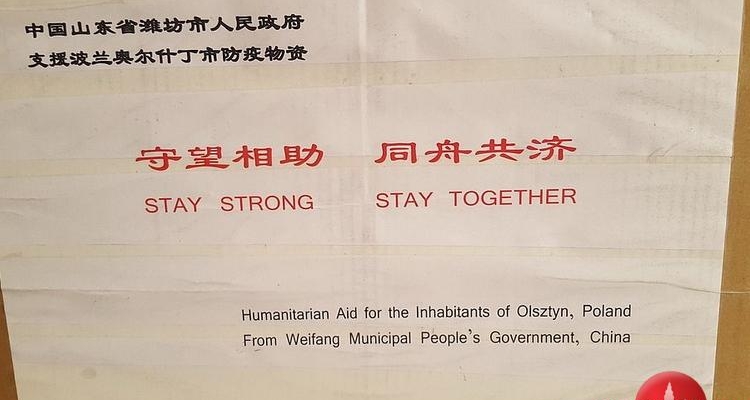 中国山东省潍坊市人民政府
支援波兰奥尔什丁市防疫物资
守望相助 同舟共济
STAY STRONG STAY TOGETHER
Humanitarian Aid for the Inhabitants of Olsztyn, Poland
From Weifang Municipal People's Government, China